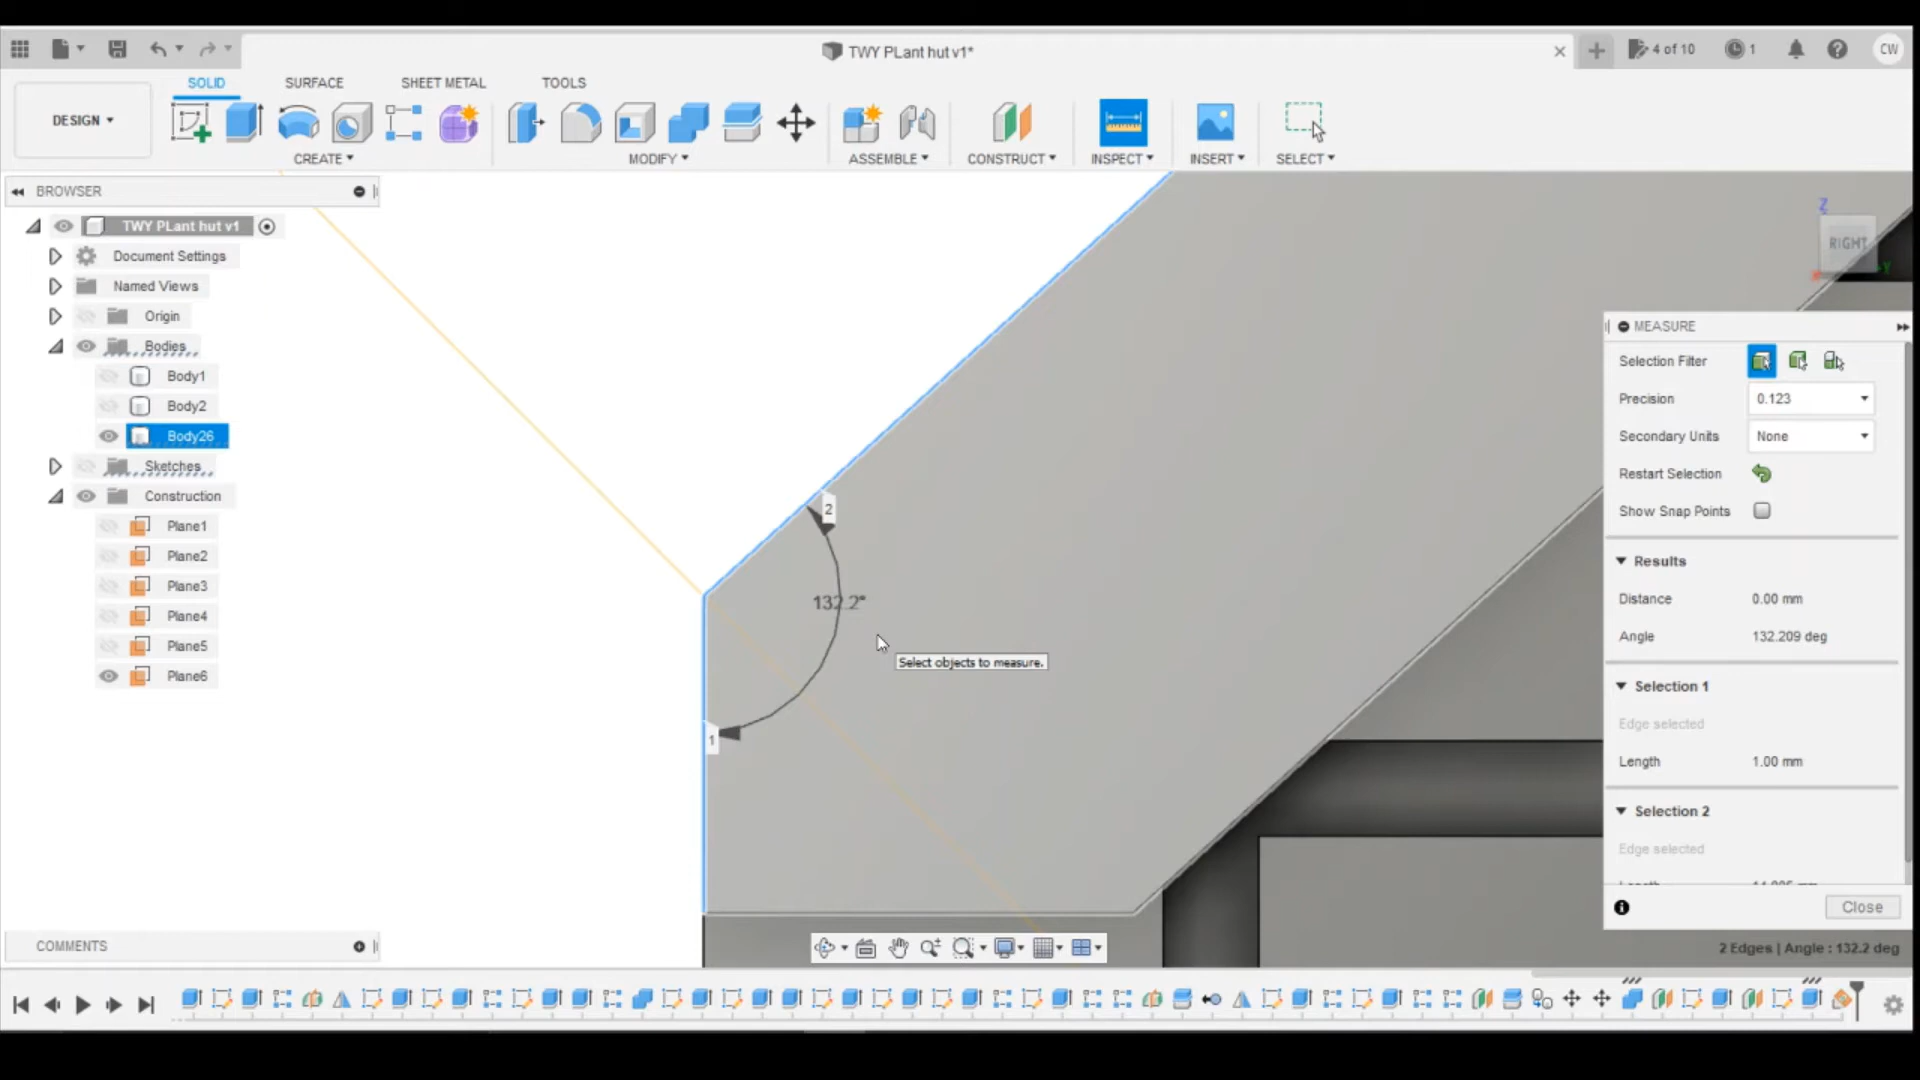 TWY PLant hut v1*
4 of 10
1
CW
DESIGN
SOLID
SURFACE
SHEET METAL
TOOLS
CREATE
MODIFY
ASSEMBLE
CONSTRUCT
INSPECT
INSERT
SELECT
BROWSER
TWY PLant hut v1
Document Settings
Named Views
Origin
Bodies
Body1
Body2
Body26
Sketches
Construction
Plane1
Plane2
Plane3
Plane4
Plane5
Plane6
Z
RIGHT
Y
2
132.2°
1
Select objects to measure.
MEASURE
Selection Filter
Precision
0.123
Secondary Units
None
Restart Selection
Show Snap Points
Results
Distance
0.00 mm
Angle
132.209 deg
Selection 1
Edge selected
Length
1.00 mm
Selection 2
Edge selected
Close
2 Edges | Angle : 132.2 deg
COMMENTS